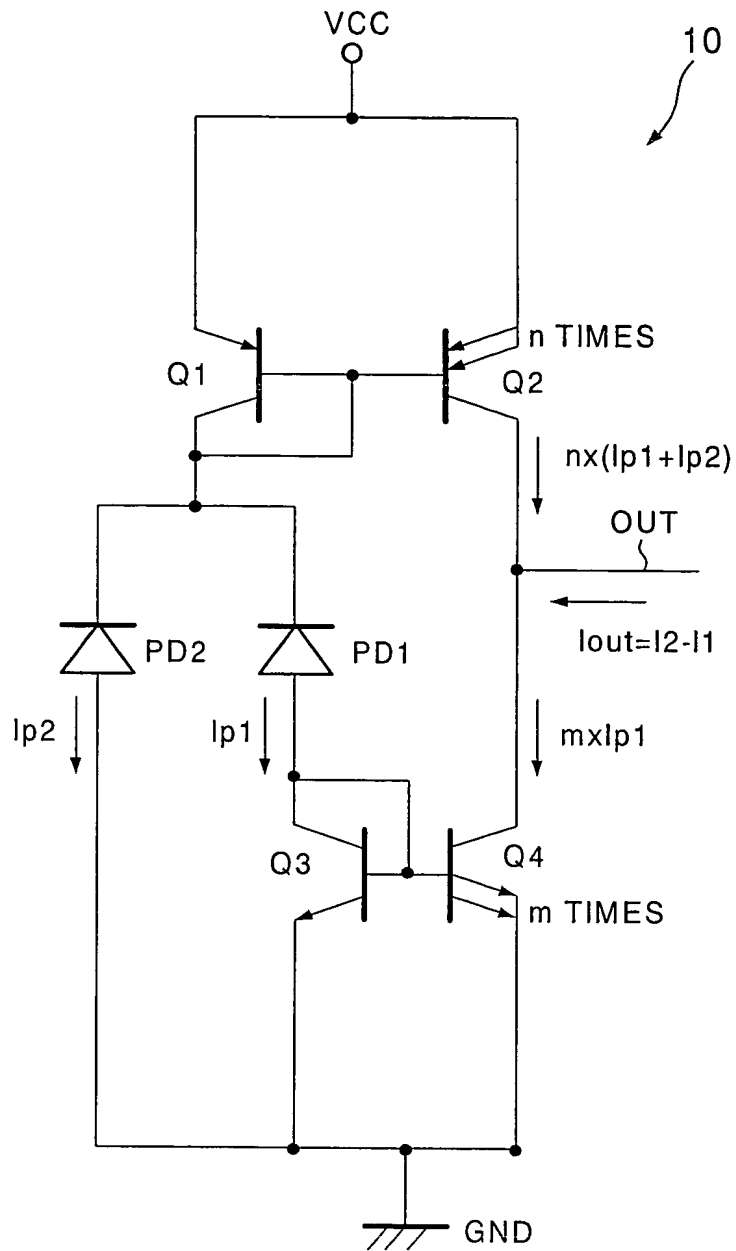 VCC
10
Q1
n TIMES
Q2
nx(Ip1+Ip2)
OUT
Iout=I2-I1
PD2
PD1
Ip2
Ip1
mxIp1
Q3
Q4
m TIMES
GND